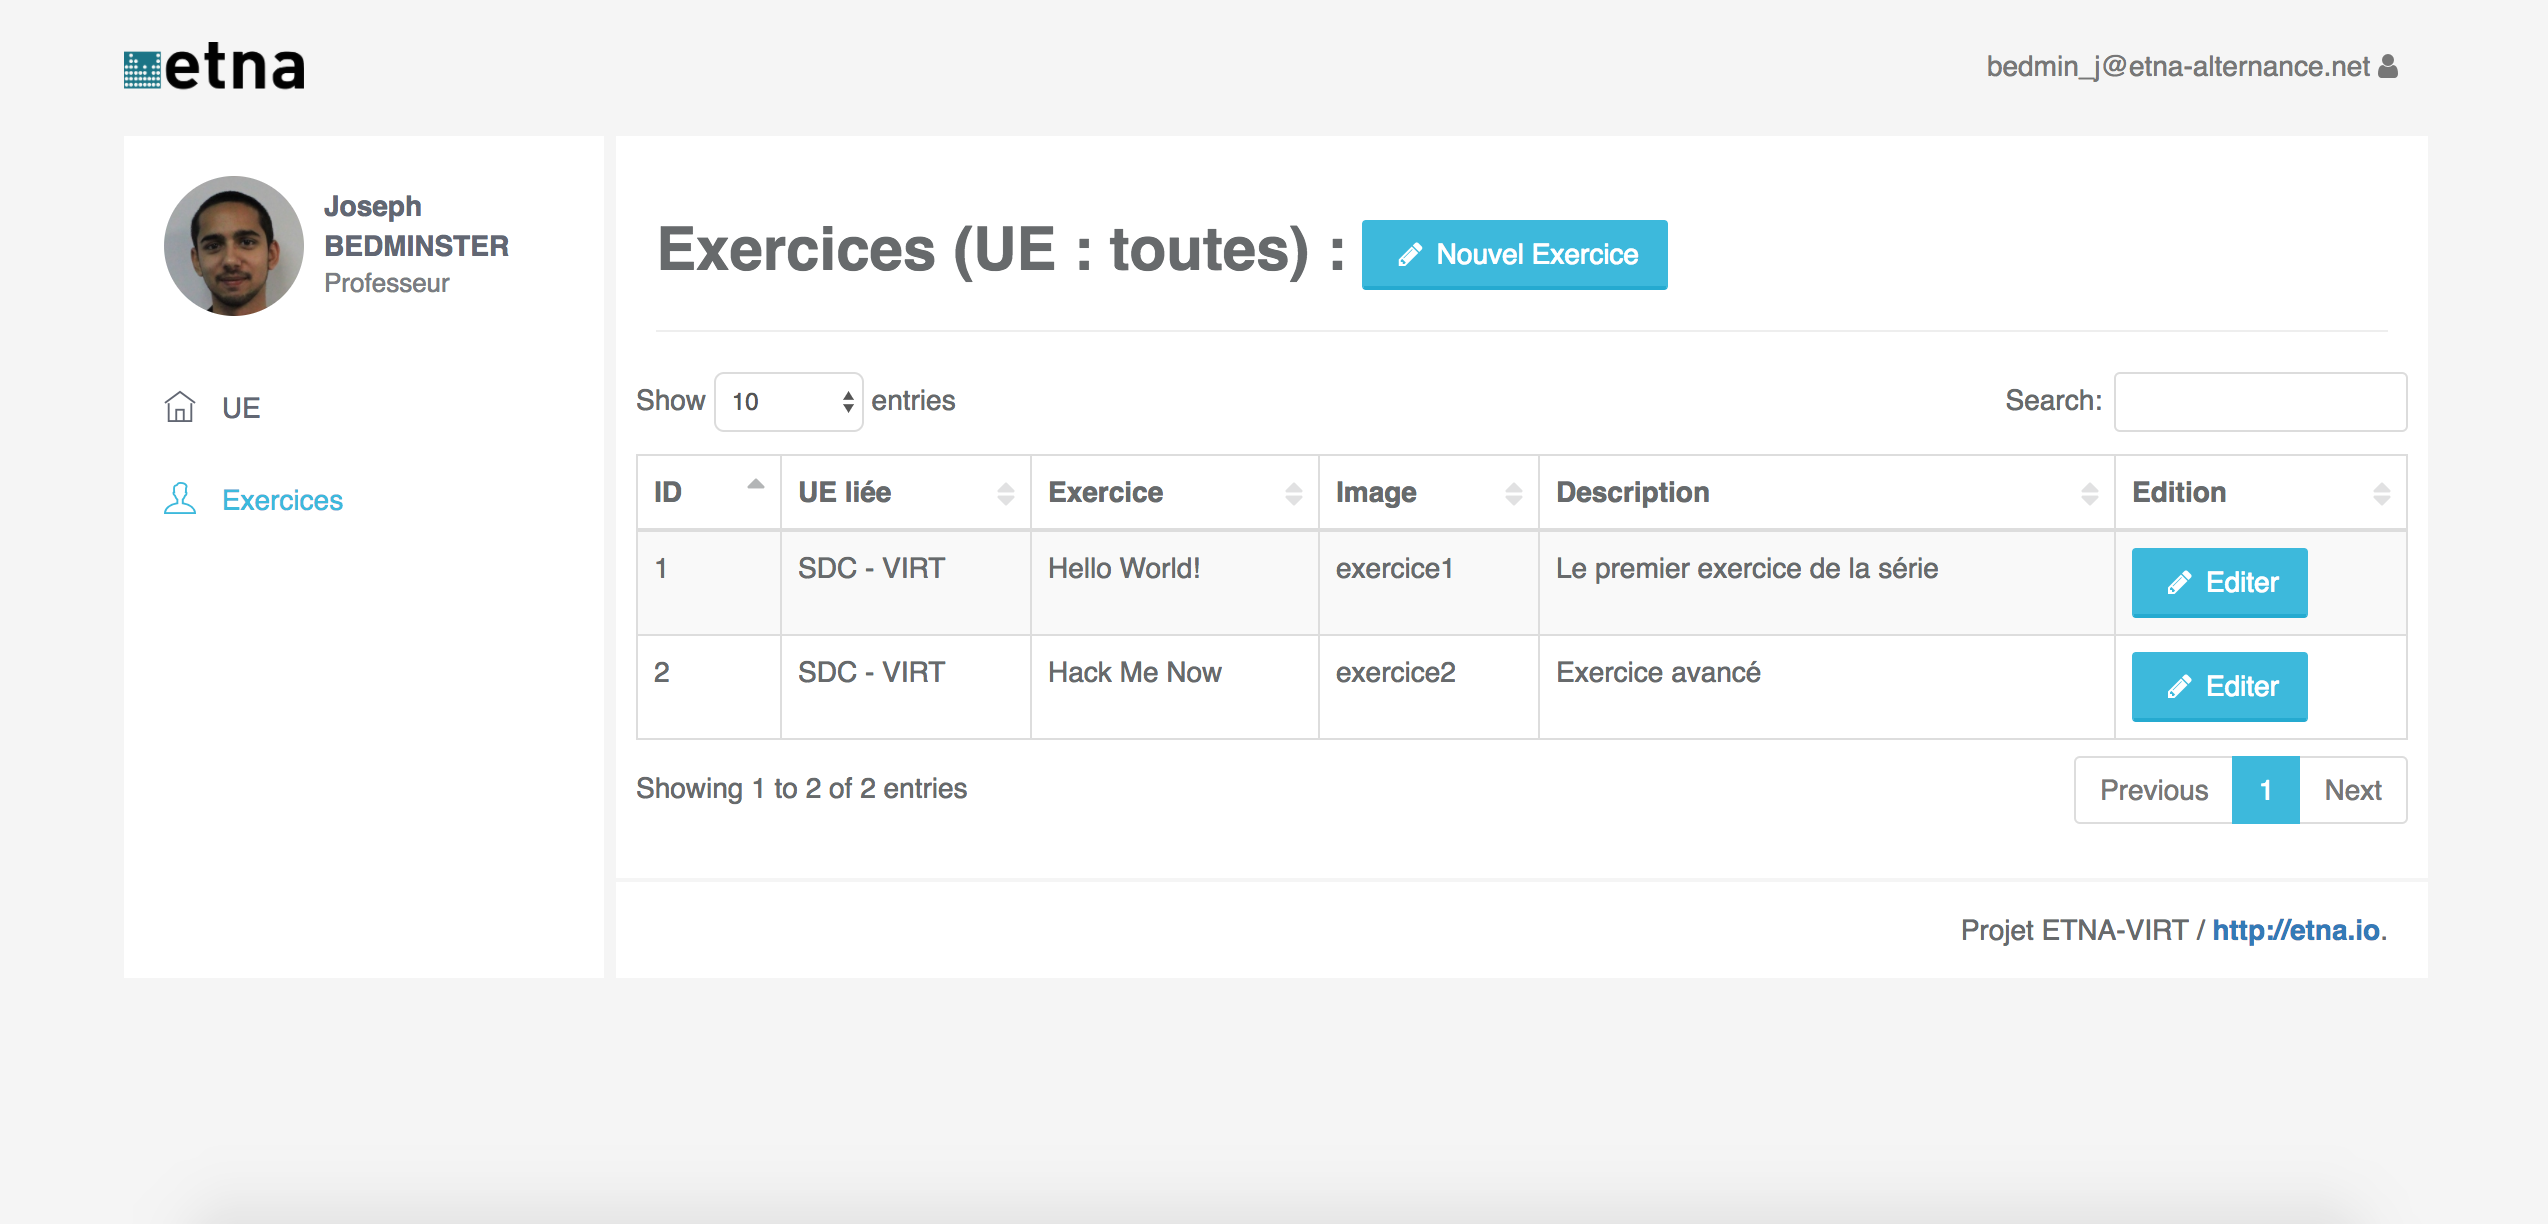 etna
bedmin_j@etna-alternance.net
Joseph
BEDMINSTER
Professeur
UE
Exercices
Exercices (UE : toutes) : Nouvel Exercice
Show 10 entries Search:
ID UE liée Exercice Image Description Edition
1 SDC - VIRT Hello World! exercice1 Le premier exercice de la série Editer
2 SDC - VIRT Hack Me Now exercice2 Exercice avancé Editer
Showing 1 to 2 of 2 entries Previous 1 Next
Projet ETNA-VIRT / http://etna.io.